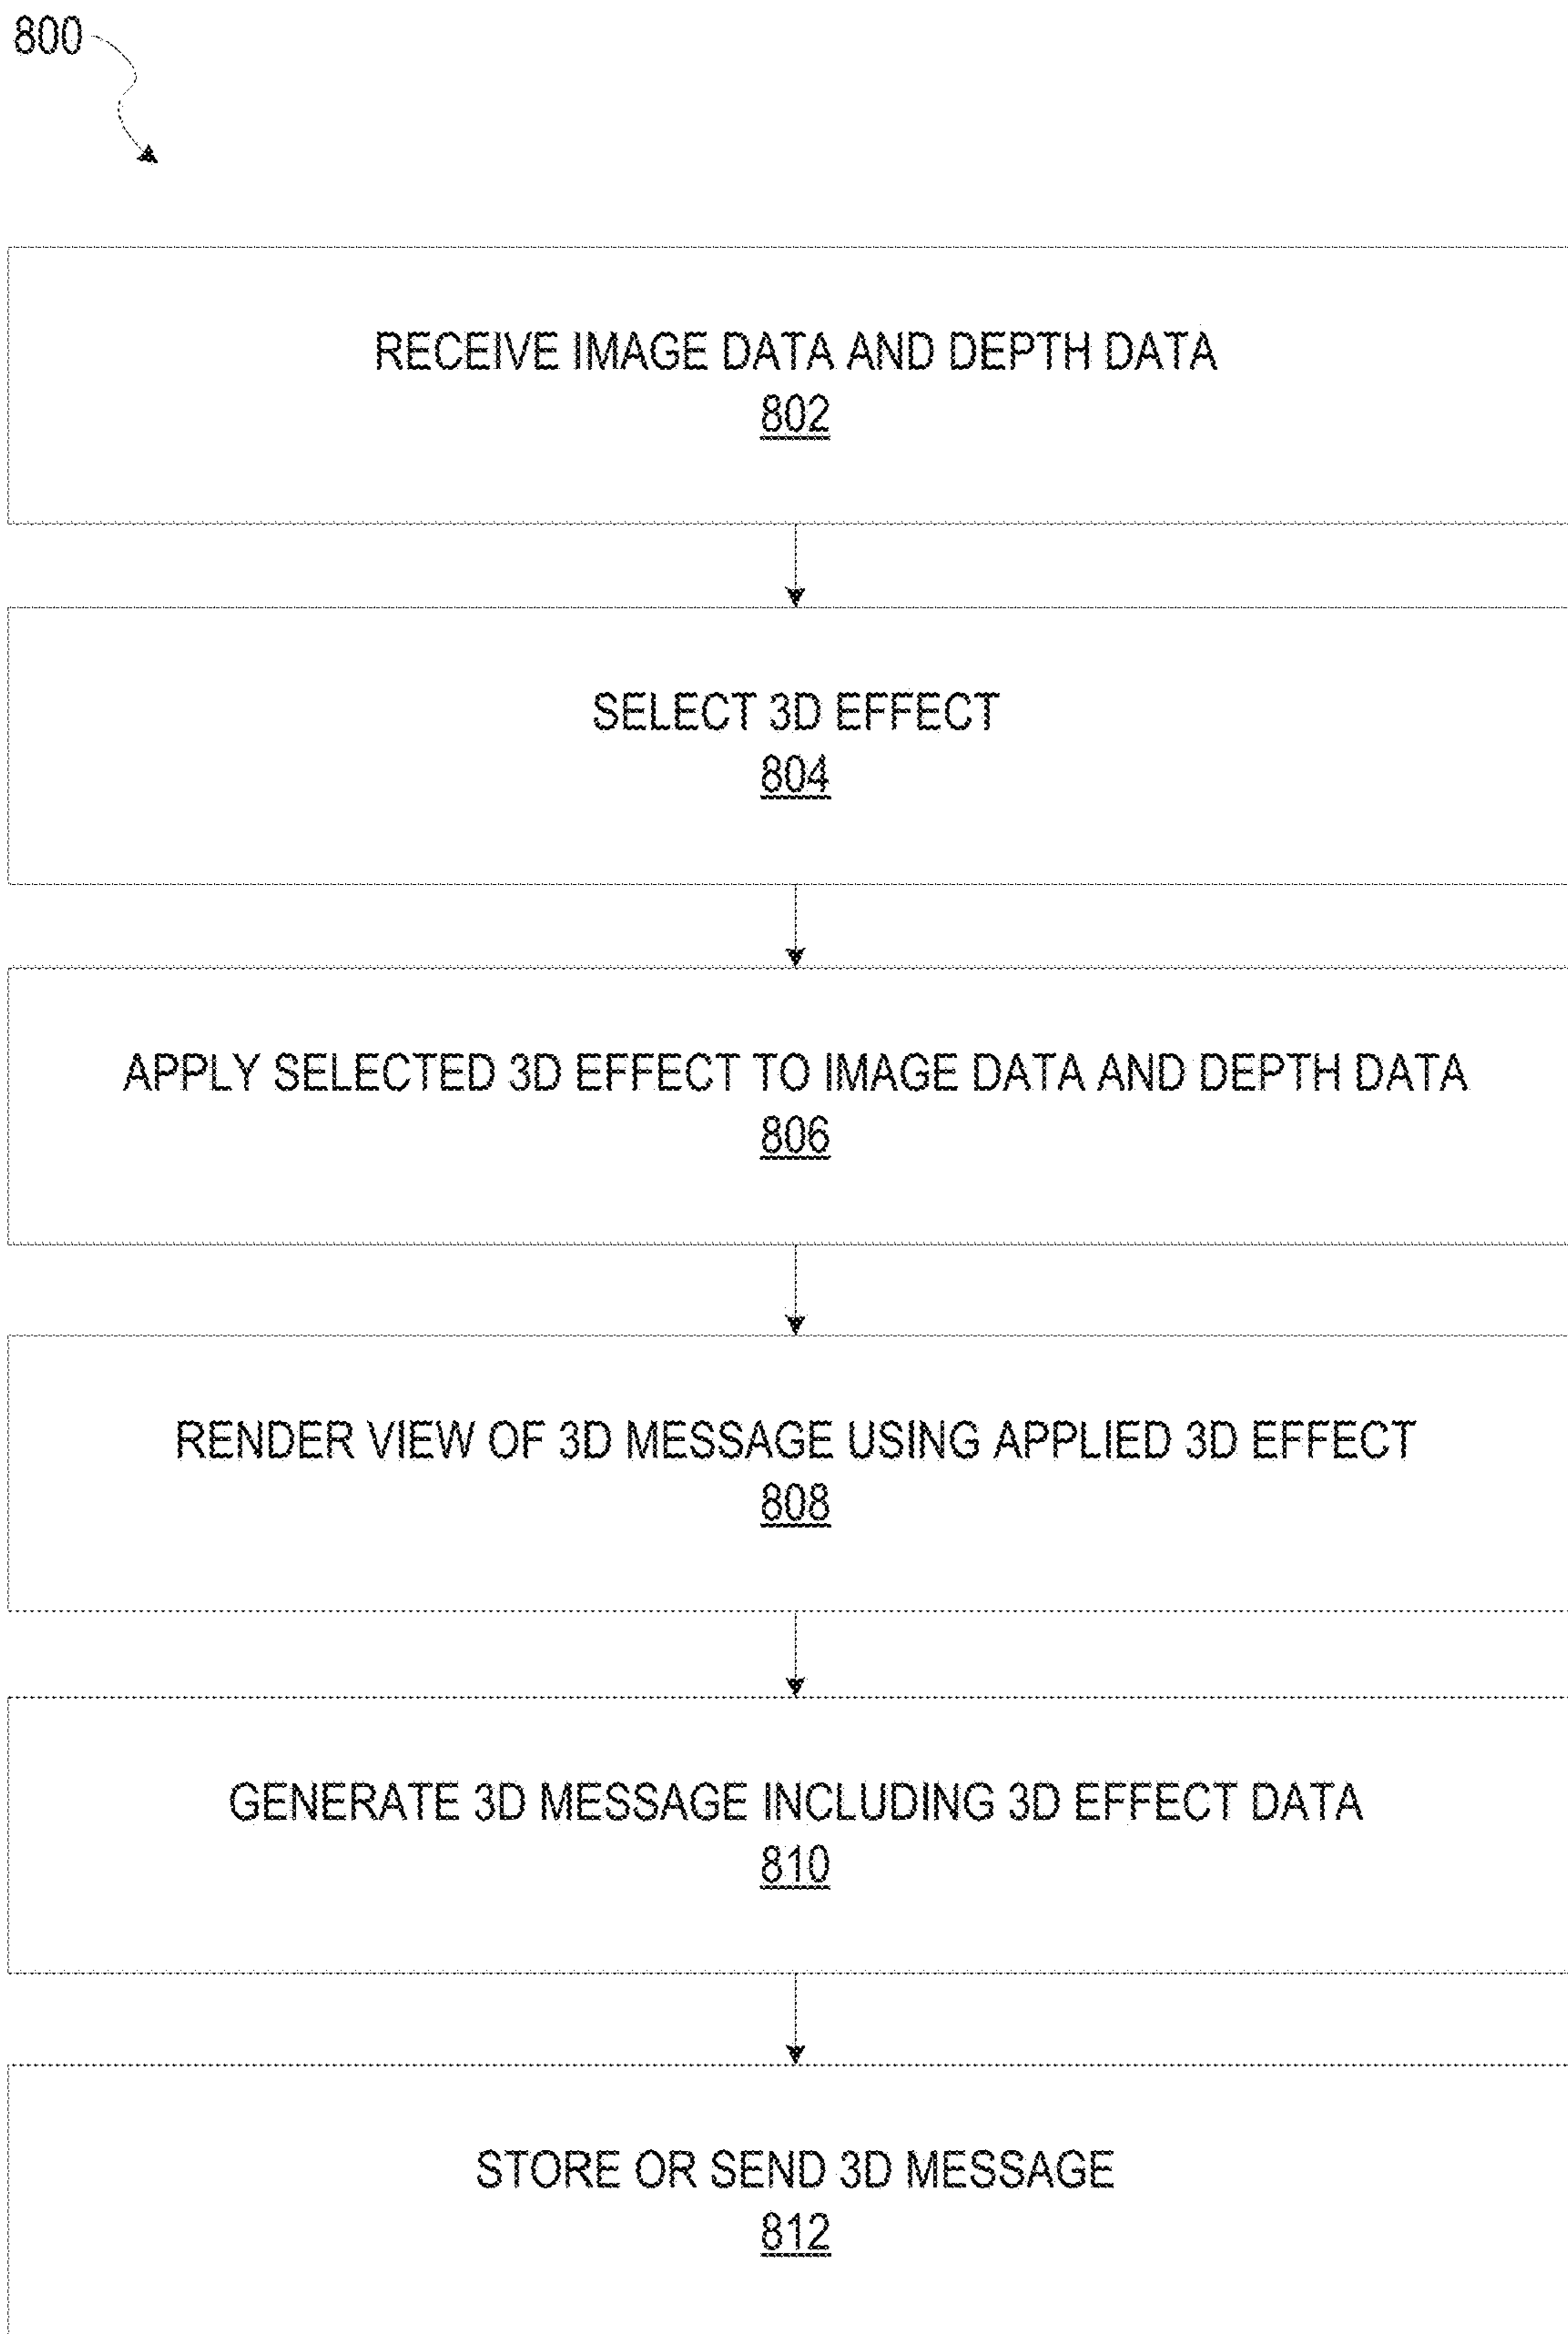 800
RECEIVE IMAGE DATA AND DEPTH DATA
802
SELECT 3D EFFECT
804
APPLY SELECTED 3D EFFECT TO IMAGE DATA AND DEPTH DATA
806
RENDER VIEW OF 3D MESSAGE USING APPLIED 3D EFFECT
808
GENERATE 3D MESSAGE INCLUDING 3D EFFECT DATA
810
STORE OR SEND 3D MESSAGE
812